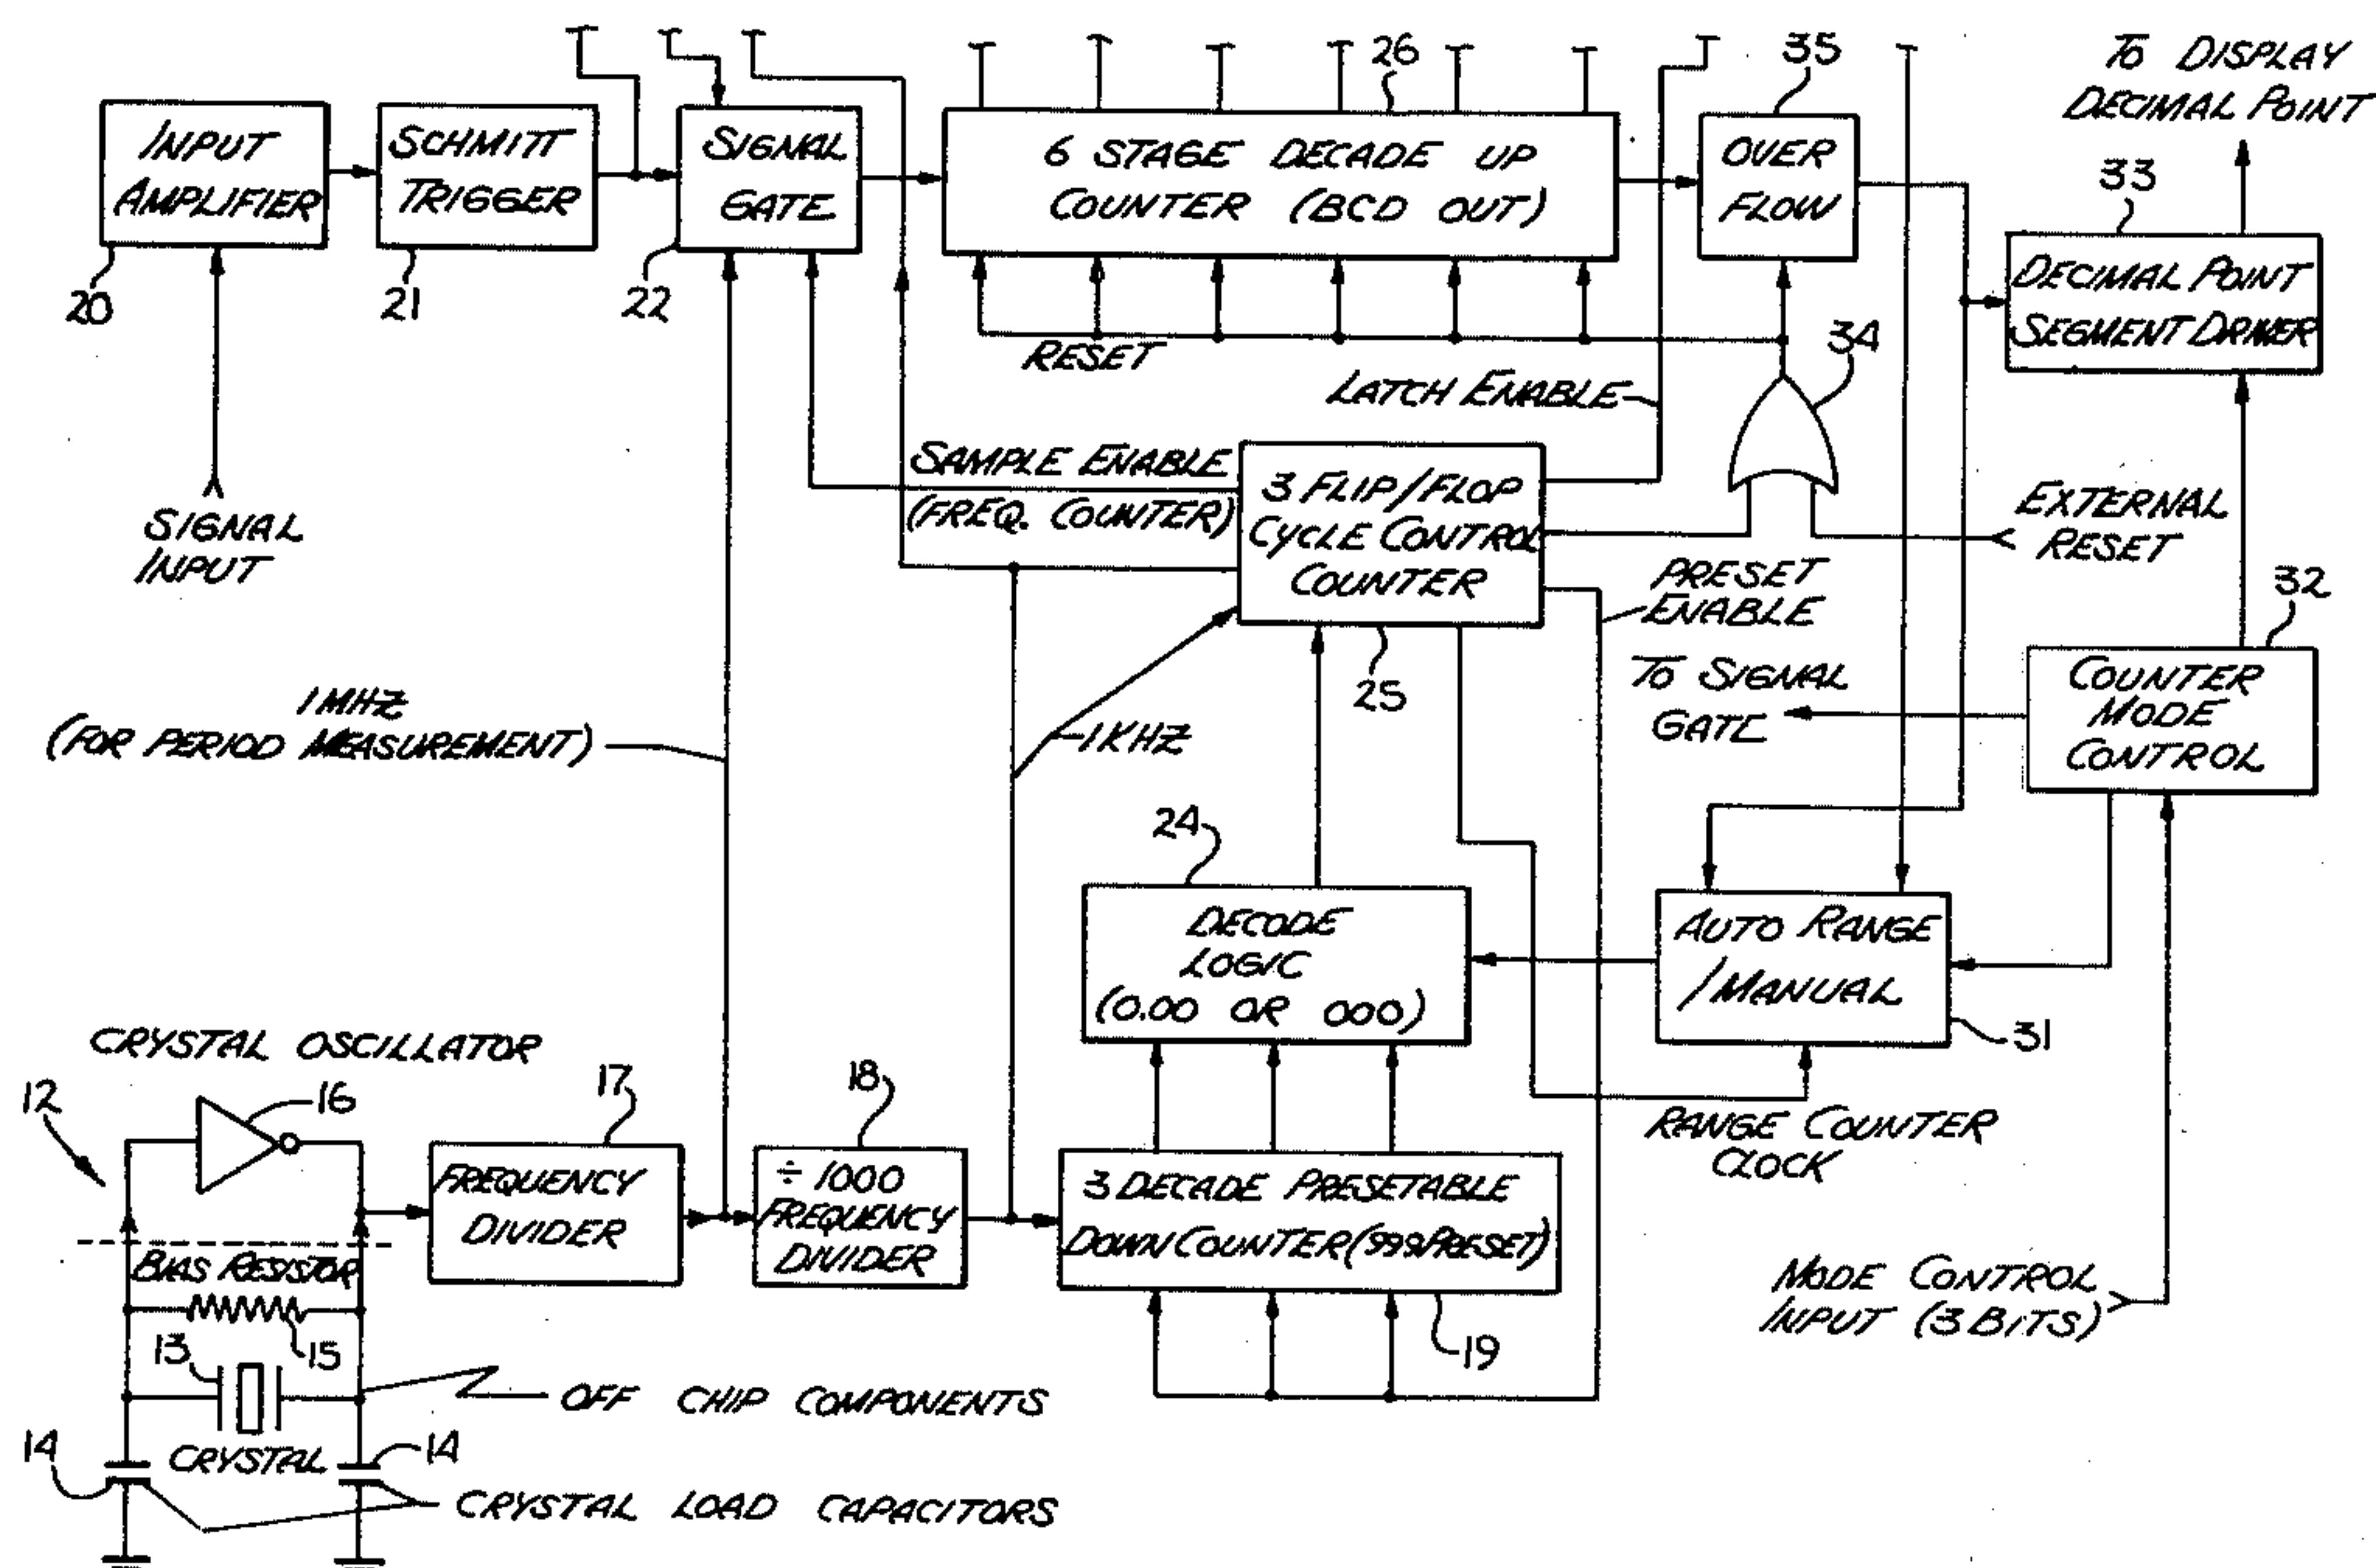 TO DISPLAY
DECIMAL POINT
26
35
33
INPUT
AMPLIFIER
SCHMITT
TRIGGER
SIGNAL
GATE
6 STAGE DECADE UP
COUNTER (BCD OUT)
OVER
FLOW
DECIMAL POINT
SEGMENT DRIVER
20
21
22
RESET
34
LATCH ENABLE
SIGNAL
INPUT
SAMPLE ENABLE
(FREQ. COUNTER)
3 FLIP/FLOP
CYCLE CONTROL
COUNTER
EXTERNAL
RESET
PRESET
ENABLE
32
25
TO SIGNAL
GATE
COUNTER
MODE
CONTROL
1 MHZ
(FOR PERIOD MEASUREMENT)
1 KHZ
24
DECODE
LOGIC
(0.00 OR 000)
AUTO RANGE
/MANUAL
31
CRYSTAL OSCILLATOR
12
16
17
18
RANGE COUNTER
CLOCK
FREQUENCY
DIVIDER
÷ 1000
FREQUENCY
DIVIDER
3 DECADE PRESETABLE
DOWN COUNTER (999 PRESET)
BIAS RESISTOR
MODE CONTROL
INPUT (3 BITS)
13
15
19
OFF CHIP COMPONENTS
14
CRYSTAL
14
CRYSTAL LOAD CAPACITORS